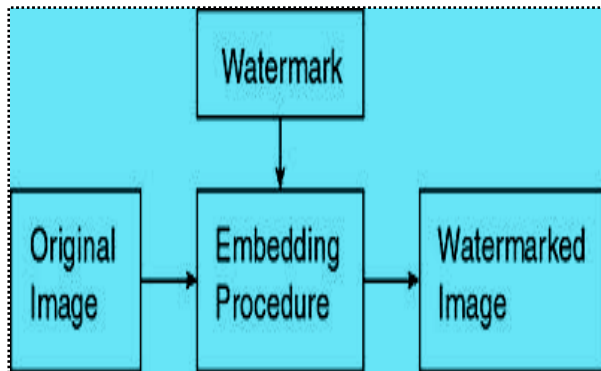 Watermark
Original
Image
Embedding
Procedure
Watermarked
Image